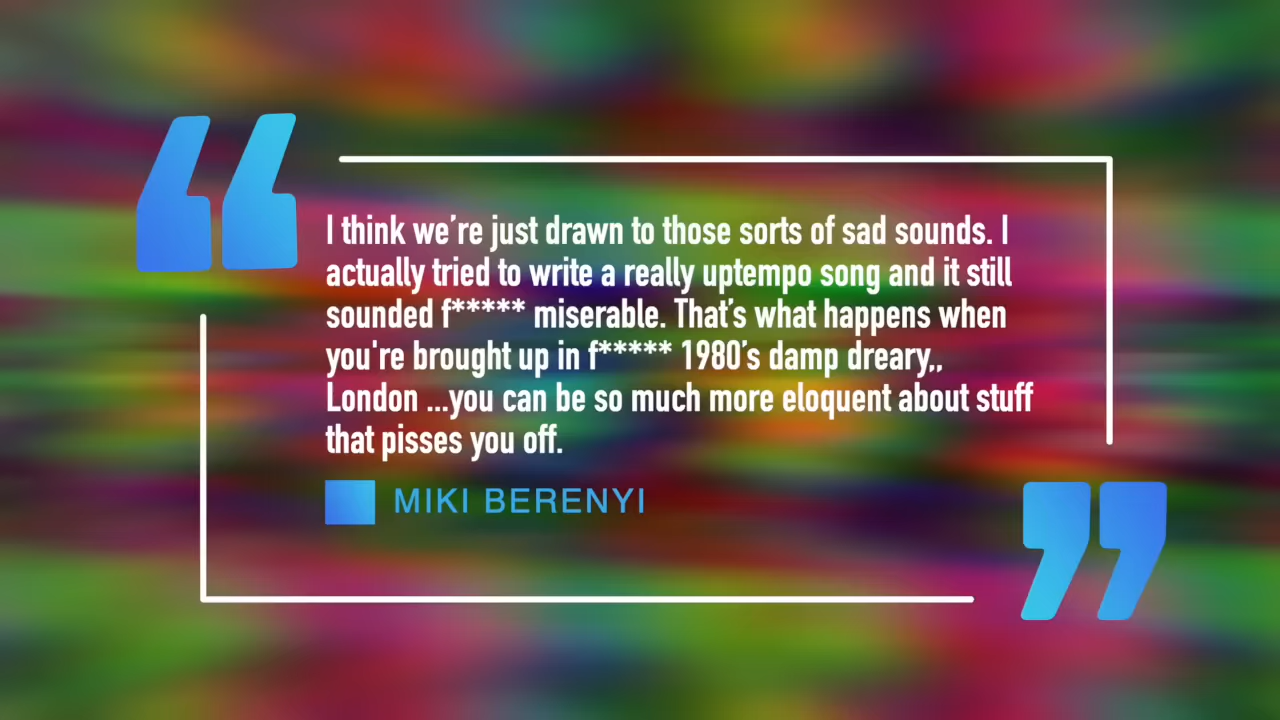 I think we’re just drawn to those sorts of sad sounds. I
actually tried to write a really uptempo song and it still
sounded f***** miserable. That’s what happens when
you're brought up in f***** 1980’s damp dreary,,
London ...you can be so much more eloquent about stuff
that pisses you off.
MIKI BERENYI